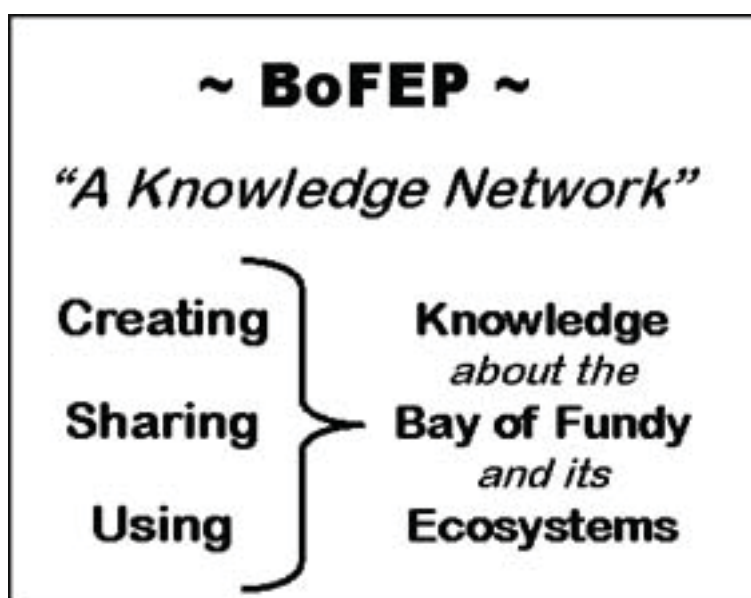 ~ BoFEP ~
“A Knowledge Network”
Creating
Sharing
Using
Knowledge
about the
Bay of Fundy
and its
Ecosystems